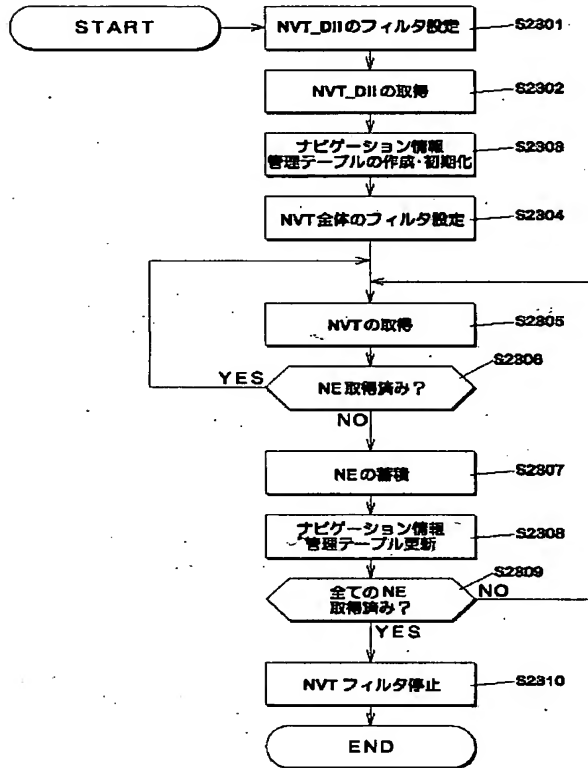 START
NVT_DIIのフィルタ設定
S2301
NVT_DIIの取得
S2302
ナビゲーション情報
管理テーブルの作成・初期化
S2303
NVT全体のフィルタ設定
S2304
NVTの取得
S2305
NE取得済み?
S2306
YES
NO
NEの蓄積
S2307
ナビゲーション情報
管理テーブル更新
S2308
全てのNE
取得済み?
S2309
NO
YES
NVTフィルタ停止
S2310
END